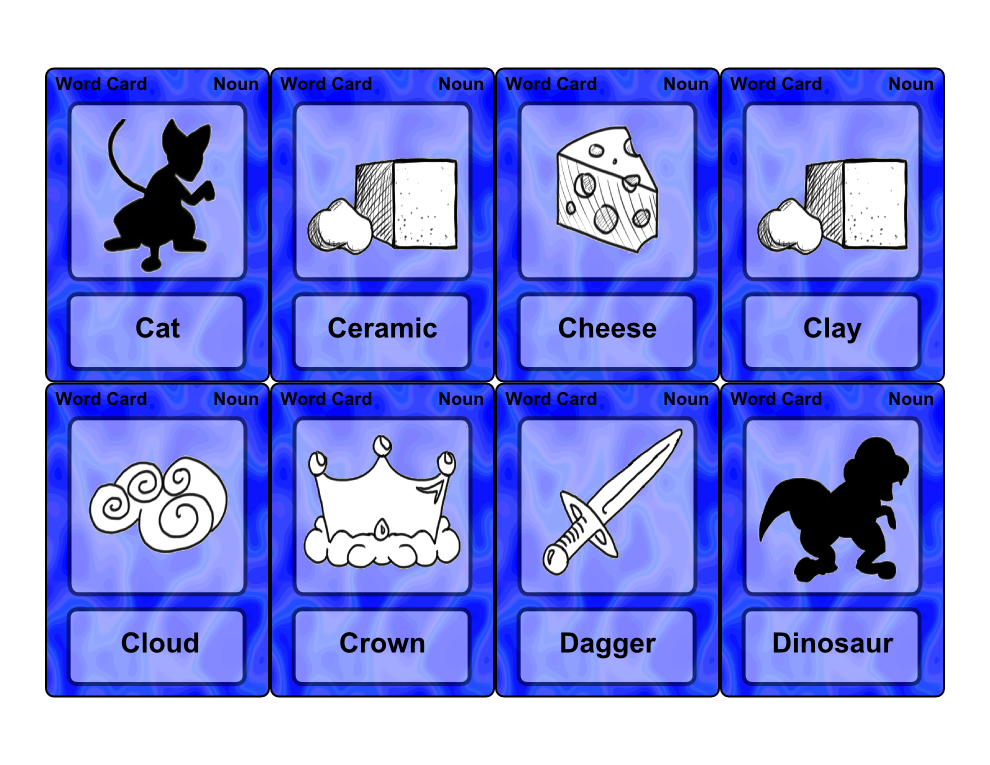 Word Card Noun
Cat
Word Card Noun
Ceramic
Word Card Noun
Cheese
Word Card Noun
Clay
Word Card Noun
Cloud
Word Card Noun
Crown
Word Card Noun
Dagger
Word Card Noun
Dinosaur